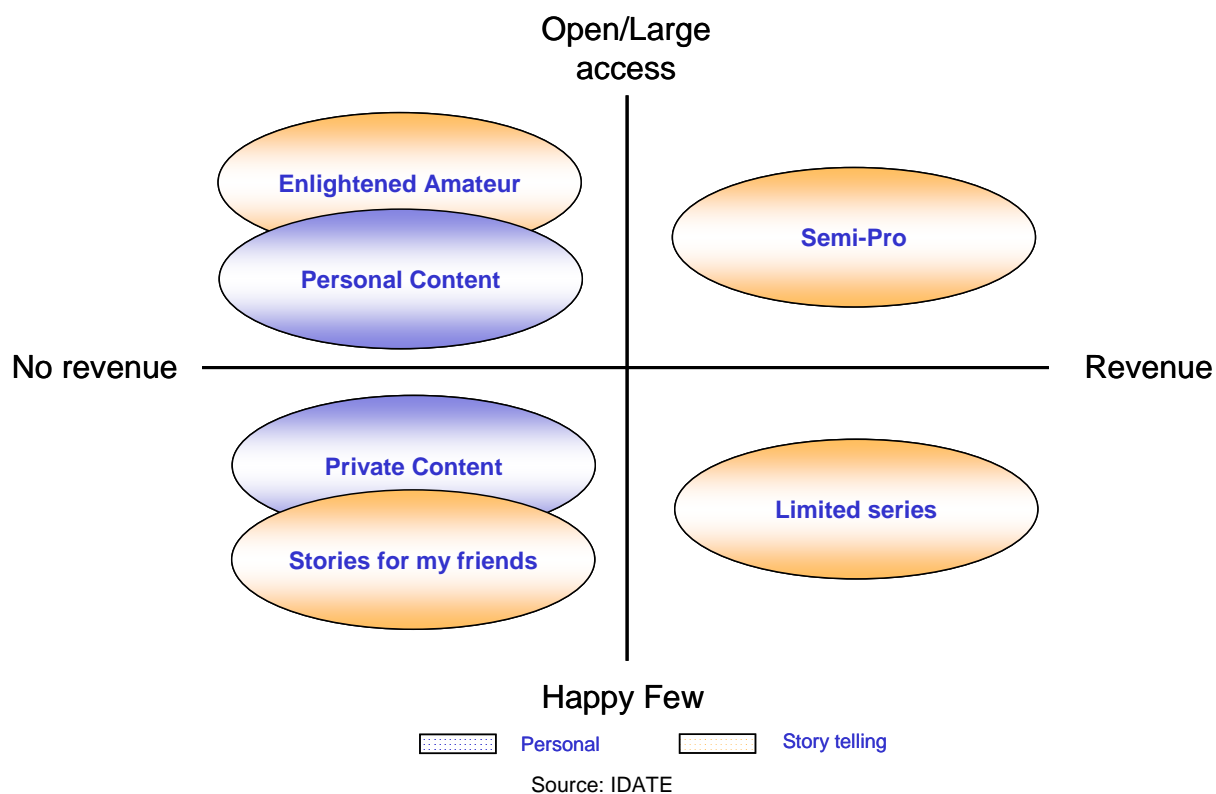 Open/Large
access
Enlightened Amateur
Semi-Pro
Personal Content
No revenue
Revenue
Private Content
Limited series
Stories for my friends
Happy Few
Personal
Story telling
Source: IDATE